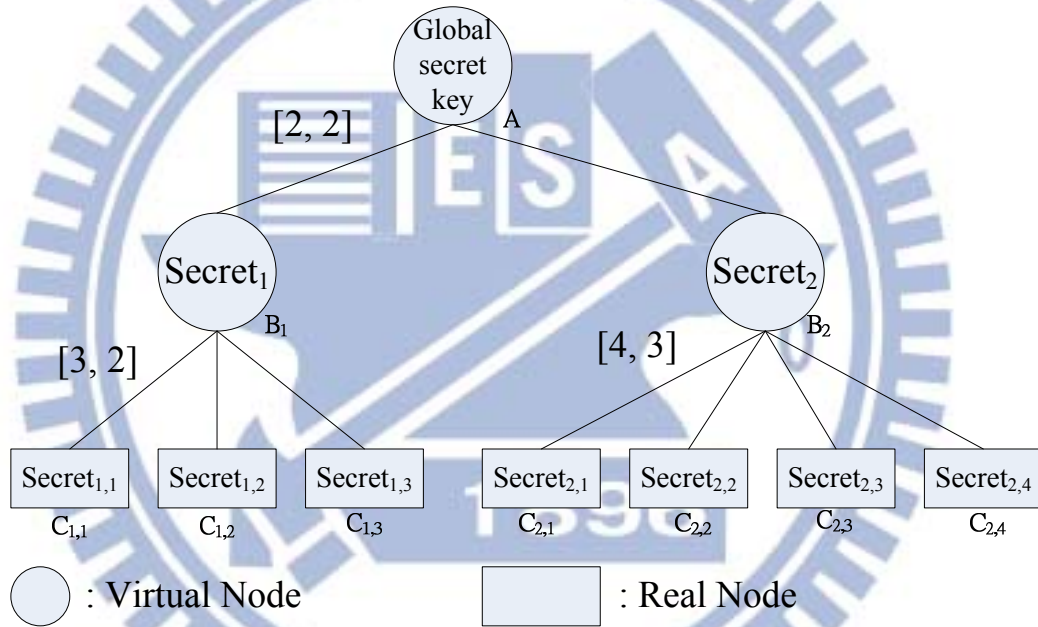 Global
secret
key
A
[2, 2]
E S A
Secret₁
B₁
Secret₂
B₂
[3, 2]
[4, 3]
Secret₁,₁
Secret₁,₂
Secret₁,₃
Secret₂,₁
Secret₂,₂
Secret₂,₃
Secret₂,₄
C₁,₁
C₁,₂
C₁,₃
C₂,₁
C₂,₂
C₂,₃
C₂,₄
1896
: Virtual Node
: Real Node